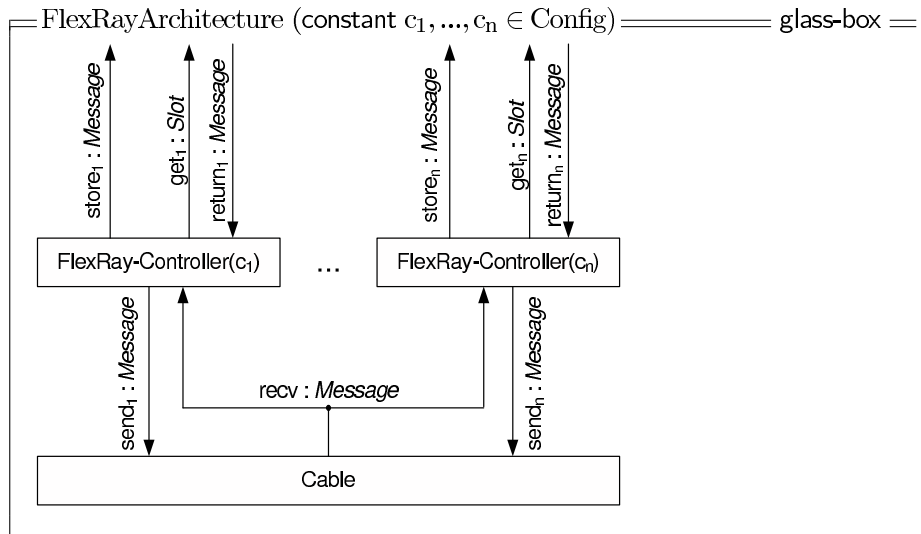 FlexRayArchitecture (constant c₁, ..., cₙ ∈ Config) glass-box
store₁ : Message
get₁ : Slot
return₁ : Message
storeₙ : Message
getₙ : Slot
returnₙ : Message
FlexRay-Controller(c₁)
...
FlexRay-Controller(cₙ)
send₁ : Message
recv : Message
sendₙ : Message
Cable